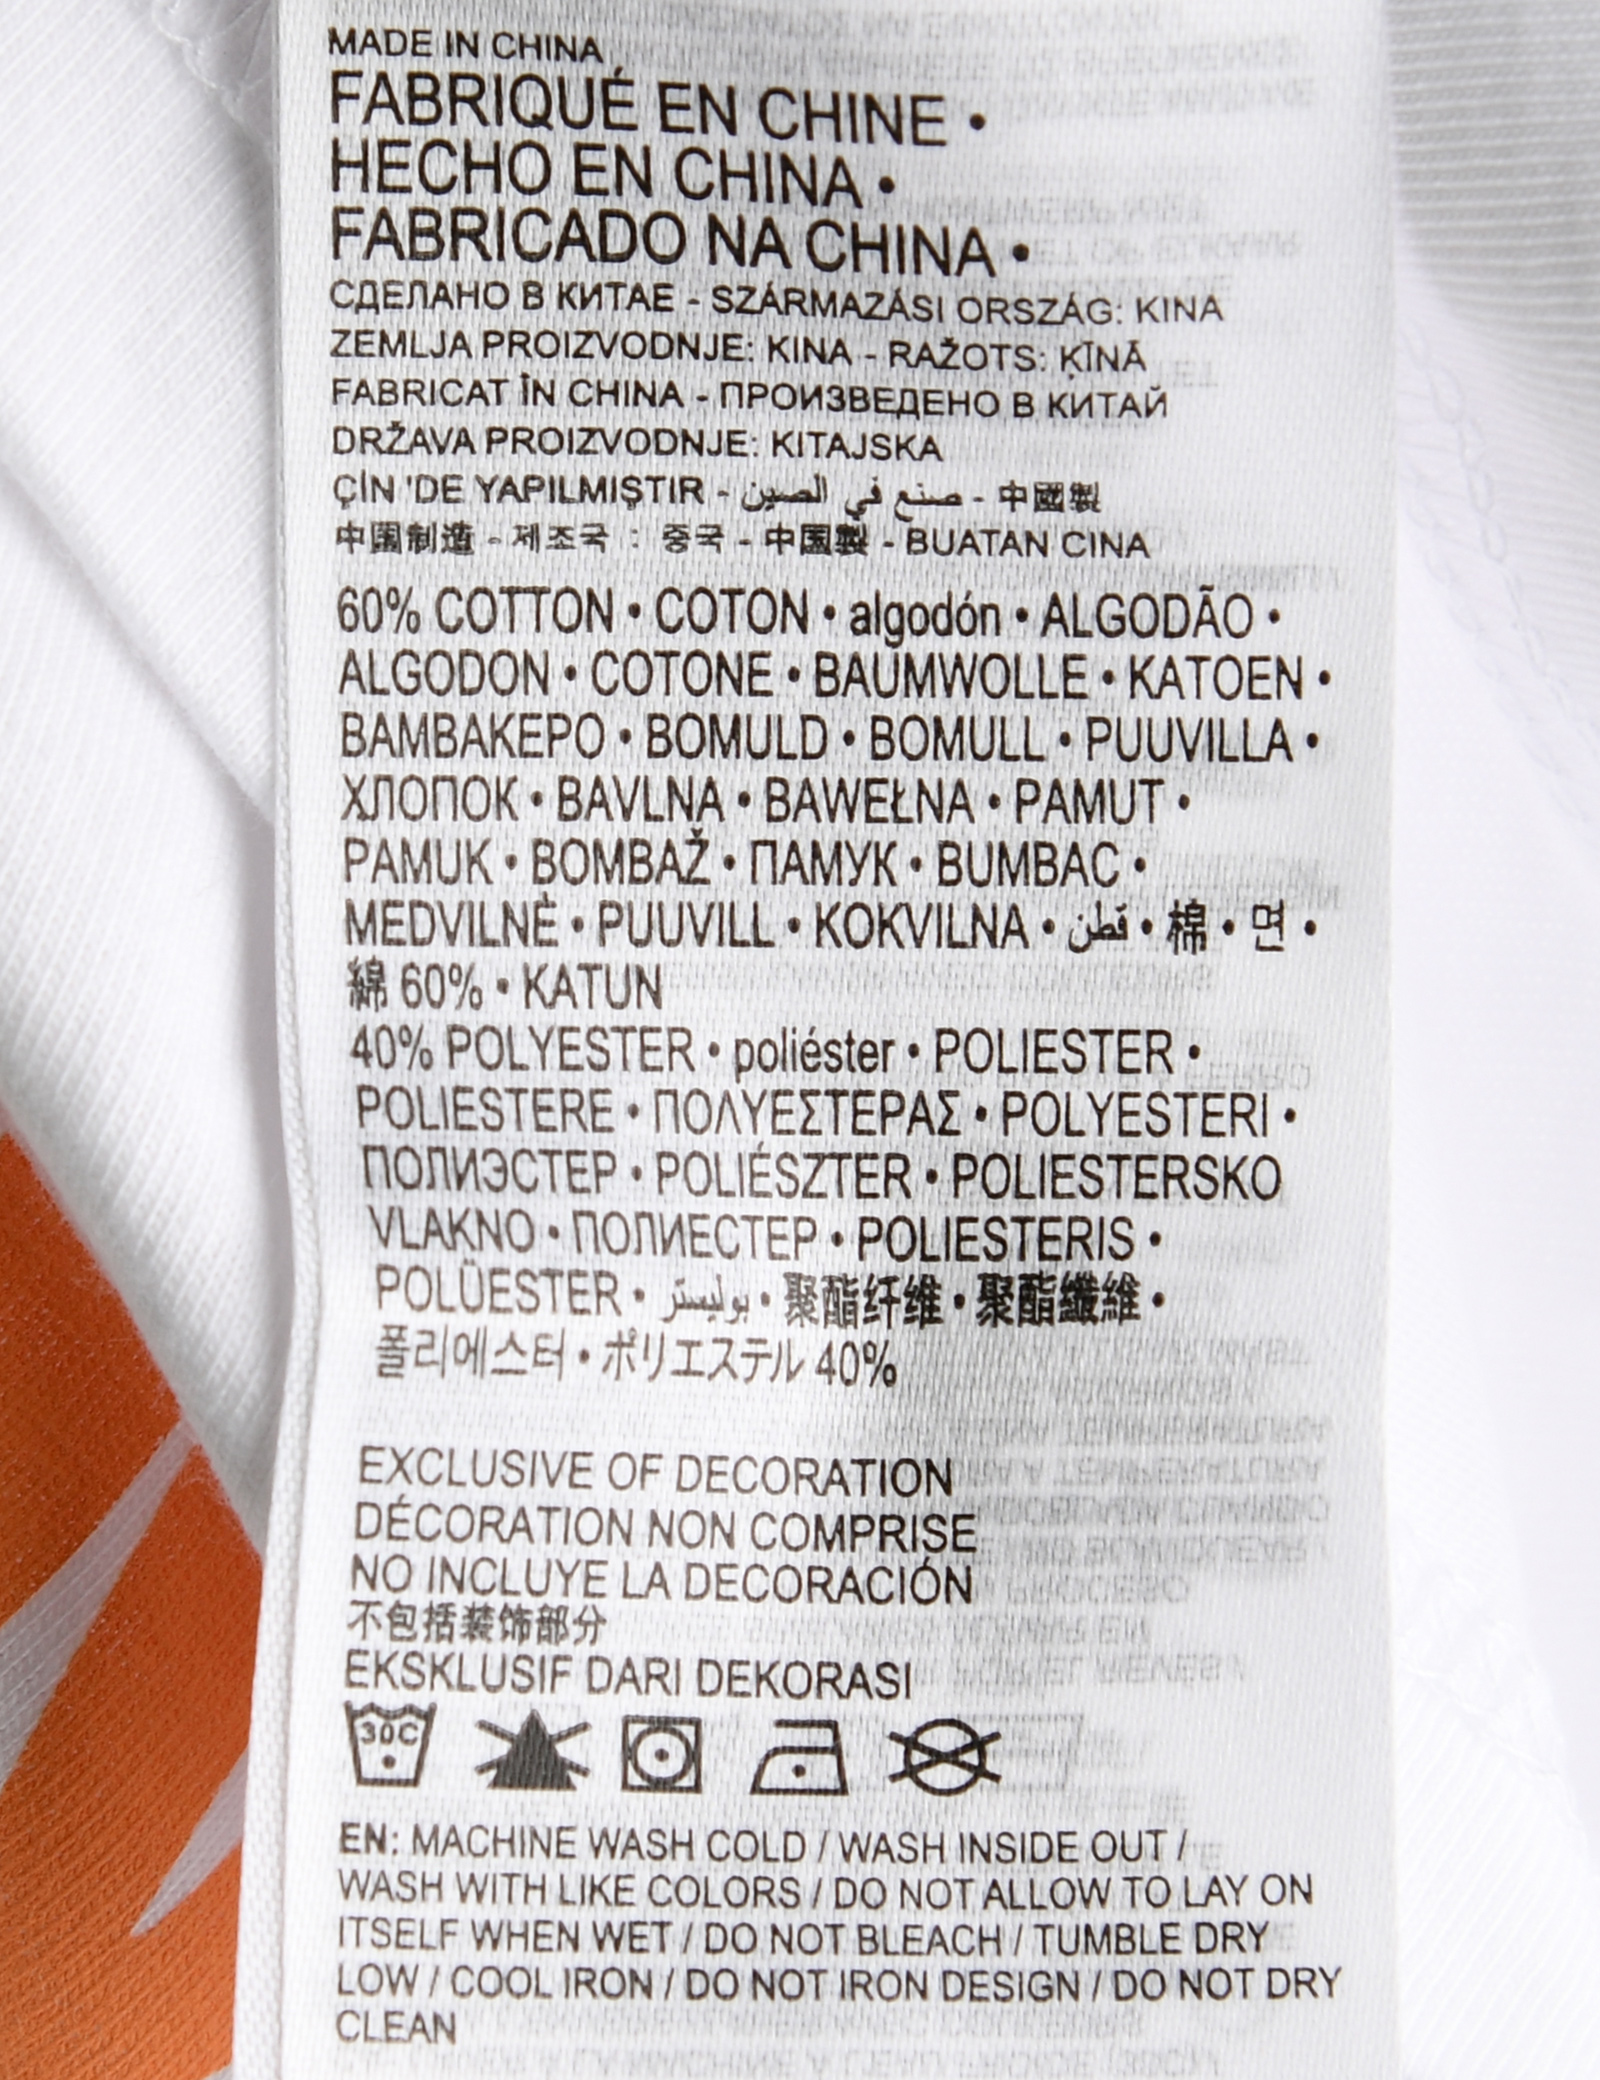 MADE IN CHINA
FABRIQUÉ EN CHINE •
HECHO EN CHINA •
FABRICADO NA CHINA •
СДЕЛАНО В КИТАЕ - SZÁRMAZÁSI ORSZÁG: KINA
ZEMLJA PROIZVODNJE: KINA - RAŽOTS: ĶĪNĀ
FABRICAT ÎN CHINA - ПРОИЗВЕДЕНО В КИТАЙ
DRŽAVA PROIZVODNJE: KITAJSKA
ÇİN 'DE YAPILMIŞTIR - صنع في الصين - 中國製
中国制造 - 제조국 : 중국 - 中国製 - BUATAN CINA
60% COTTON • COTON • algodón • ALGODÃO •
ALGODON • COTONE • BAUMWOLLE • KATOEN •
BAMBAKEPO • BOMULD • BOMULL • PUUVILLA •
ХЛОПОК • BAVLNA • BAWEŁNA • PAMUT •
PAMUK • BOMBAŽ • ПАМУК • BUMBAC •
MEDVILNĖ • PUUVILL • KOKVILNA • قطن • 棉 • 면 •
綿 60% • KATUN
40% POLYESTER • poliéster • POLIESTER •
POLIESTERE • ΠΟΛΥΕΣΤΕΡΑΣ • POLYESTERI •
ПОЛИЭСТЕР • POLIÉSZTER • POLIESTERSKO
VLAKNO • ПОЛИЕСТЕР • POLIESTERIS •
POLÜESTER • بوليستر • 聚酯纤维 • 聚酯纖維 •
폴리에스터 • ポリエステル 40%
EXCLUSIVE OF DECORATION
DÉCORATION NON COMPRISE
NO INCLUYE LA DECORACIÓN
不包括装饰部分
EKSKLUSIF DARI DEKORASI
30C
EN: MACHINE WASH COLD / WASH INSIDE OUT /
WASH WITH LIKE COLORS / DO NOT ALLOW TO LAY ON
ITSELF WHEN WET / DO NOT BLEACH / TUMBLE DRY
LOW / COOL IRON / DO NOT IRON DESIGN / DO NOT DRY
CLEAN